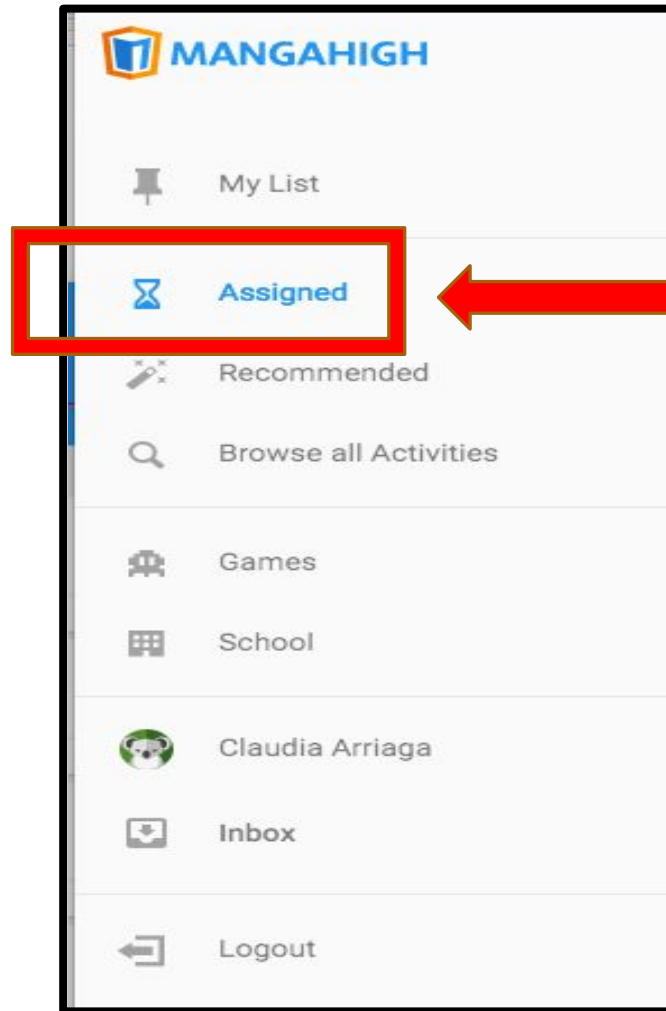 MANGAHIGH
My List
Assigned
Recommended
Browse all Activities
Games
School
Claudia Arriaga
Inbox
Logout